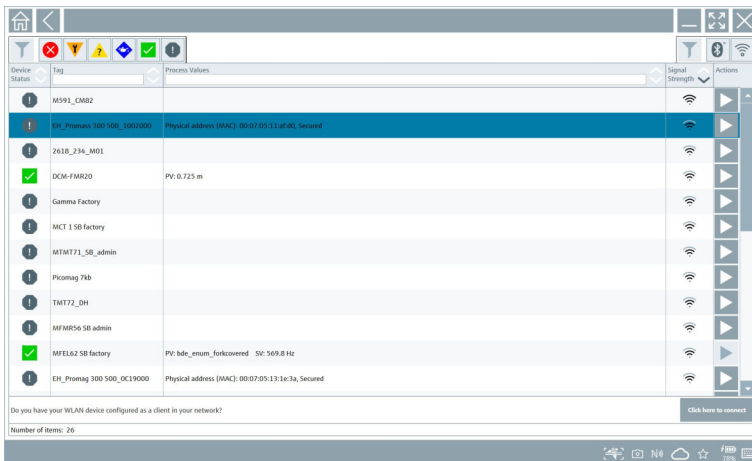 Device Status
Tag
Process Values
Signal Strength
Actions
M591_CM82
EH_Promass 300 500_1002000 Physical address (MAC): 00:07:05:11:af:d0, Secured
2618_234_M01
DCM-FMR20 PV: 0.725 m
Gamma Factory
MCT 1 SB factory
MTMT71_SB_admin
Picomag 7kb
TMT72_DH
MFMR56 SB admin
MFEL62 SB factory PV: bde_enum_forkcovered SV: 569.8 Hz
EH_Promag 300 500_0C19000 Physical address (MAC): 00:07:05:13:1e:3a, Secured
Do you have your WLAN device configured as a client in your network? Click here to connect
Number of items: 26
78%